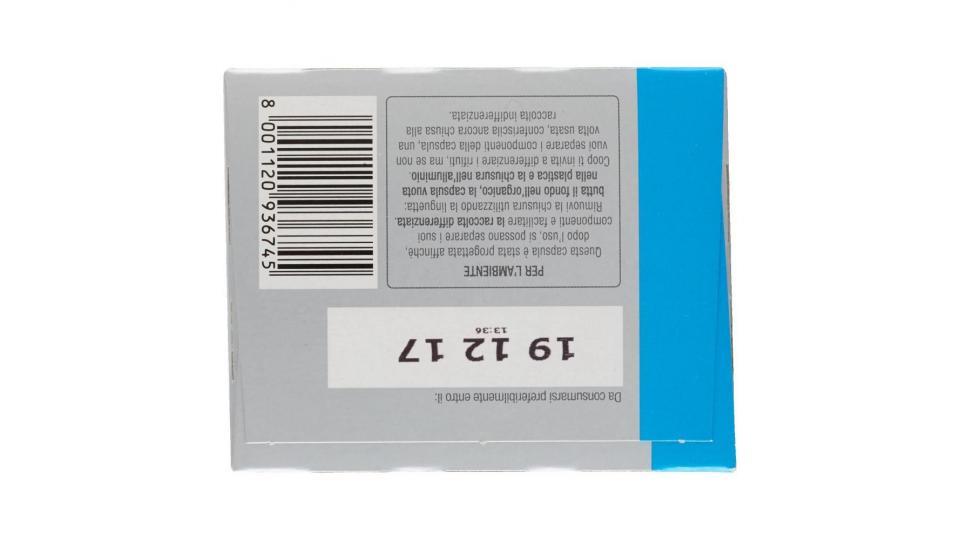 Da consumarsi preferibilmente entro il:
19 12 17
13:36
PER L'AMBIENTE
Questa capsula è stata progettata affinchè,
dopo l'uso, si possano separare i suoi
componenti e facilitare la raccolta differenziata.
Rimuovi la chiusura utilizzando la linguetta:
butta il fondo nell'organico, la capsula vuota
nella plastica e la chiusura nell'alluminio.
Coop ti invita a differenziare i rifiuti, ma se non
vuoi separare i componenti della capsula, una
volta usata, conferiscila ancora chiusa alla
raccolta indifferenziata.
8 001120 936745